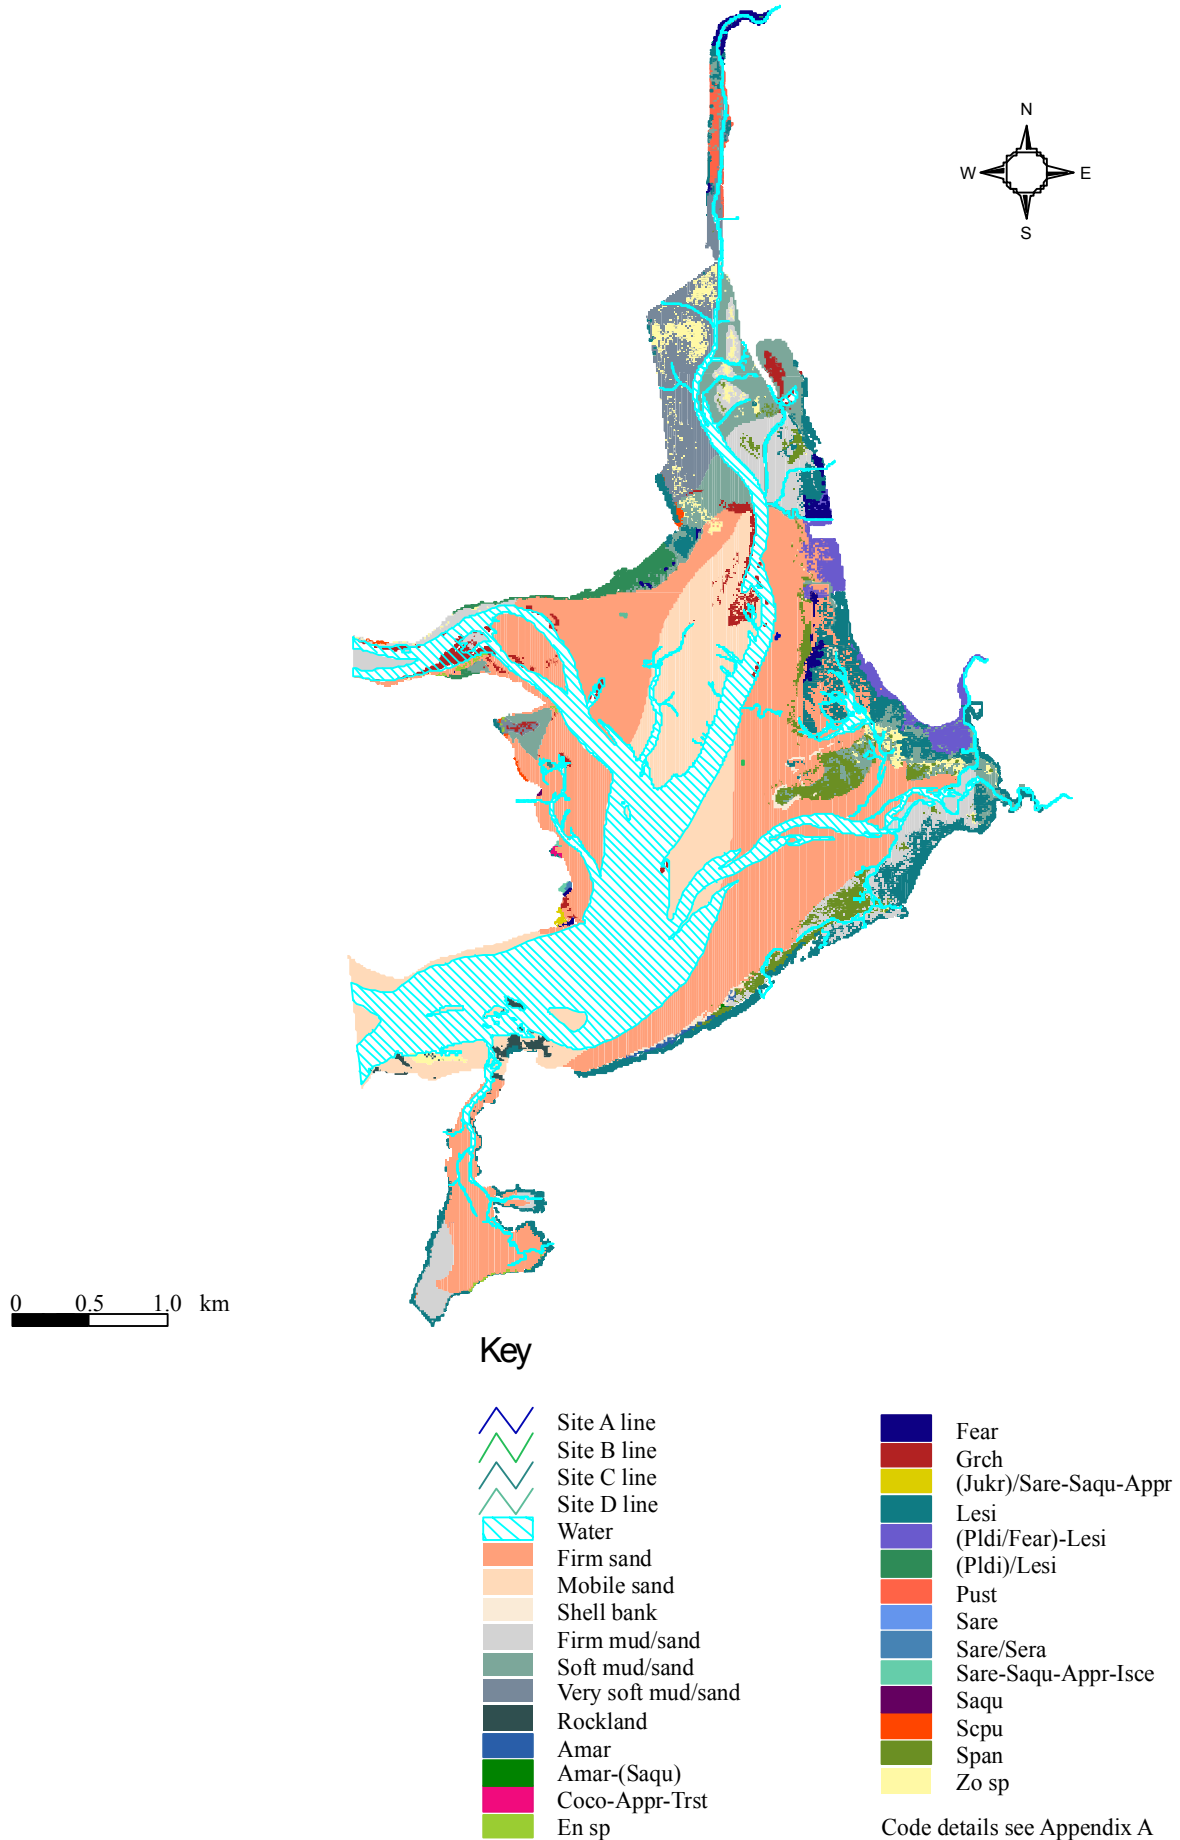 N
W E
S
0 0.5 1.0 km
Key
Site A line
Site B line
Site C line
Site D line
Water
Firm sand
Mobile sand
Shell bank
Firm mud/sand
Soft mud/sand
Very soft mud/sand
Rockland
Amar
Amar-(Saqu)
Coco-Appr-Trst
En sp
Fear
Grch
(Jukr)/Sare-Saqu-Appr
Lesi
(Pldi/Fear)-Lesi
(Pldi)/Lesi
Pust
Sare
Sare/Sera
Sare-Saqu-Appr-Isce
Saqu
Scpu
Span
Zo sp
Code details see Appendix A